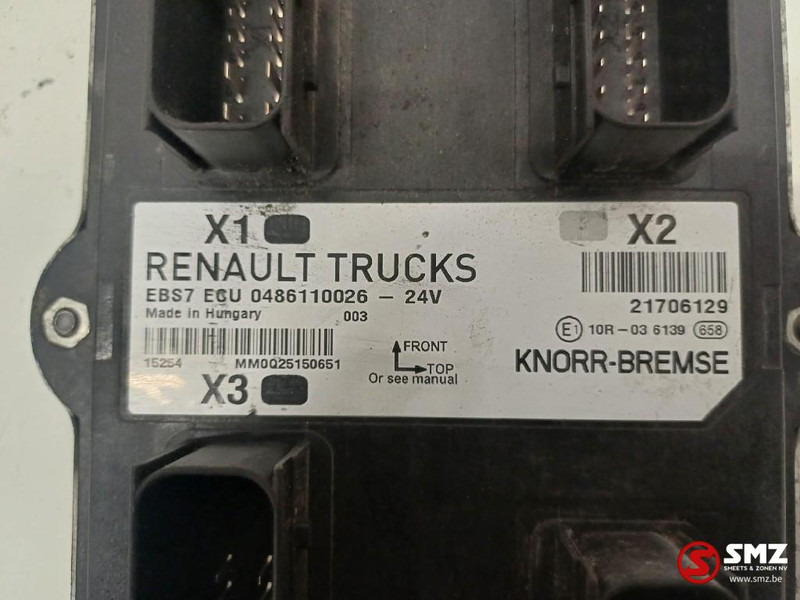 X1
X2
RENAULT TRUCKS
EBS7 ECU 0486110026 – 24V
Made in Hungary 003
21706129
E1 10R – 03 6139 658
15254 MM0Q25150651
FRONT
TOP
Or see manual
KNORR-BREMSE
X3
SMZ
SHEETS & ZONEN NV
www.smz.be